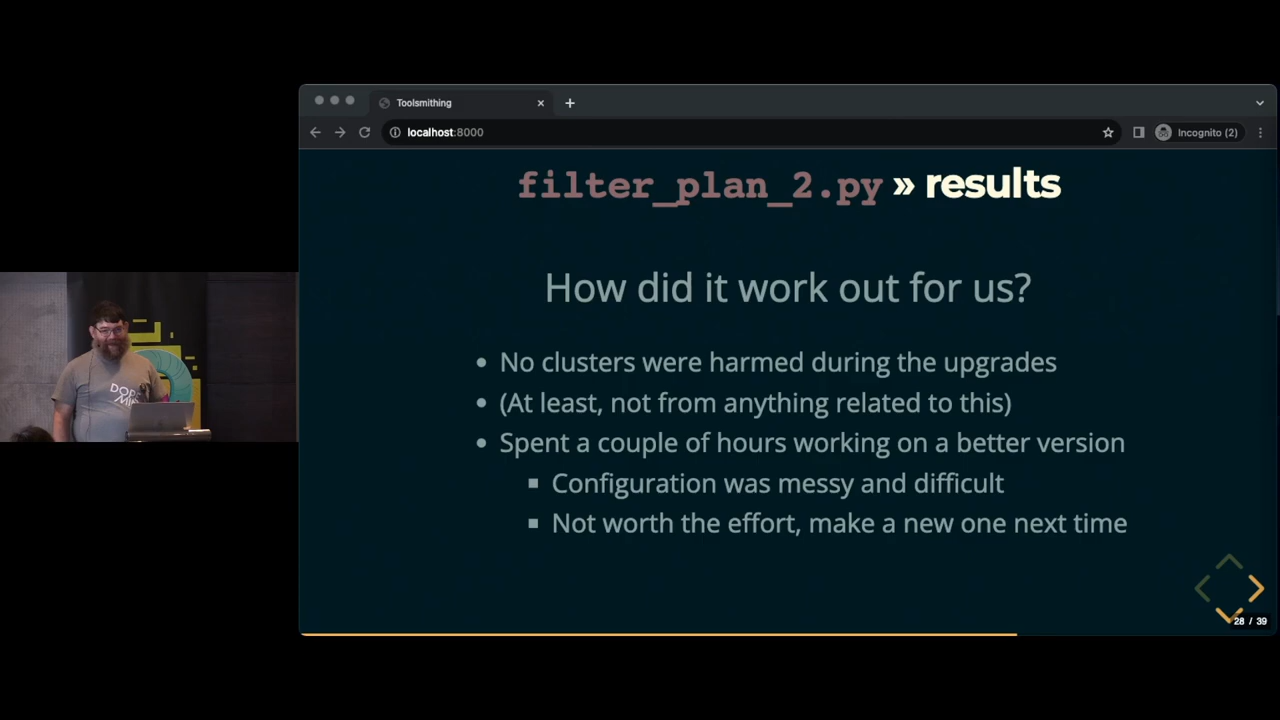 Toolsmithing
localhost:8000
Incognito (2)
filter_plan_2.py » results
How did it work out for us?
• No clusters were harmed during the upgrades
• (At least, not from anything related to this)
• Spent a couple of hours working on a better version
▪ Configuration was messy and difficult
▪ Not worth the effort, make a new one next time
28 / 39